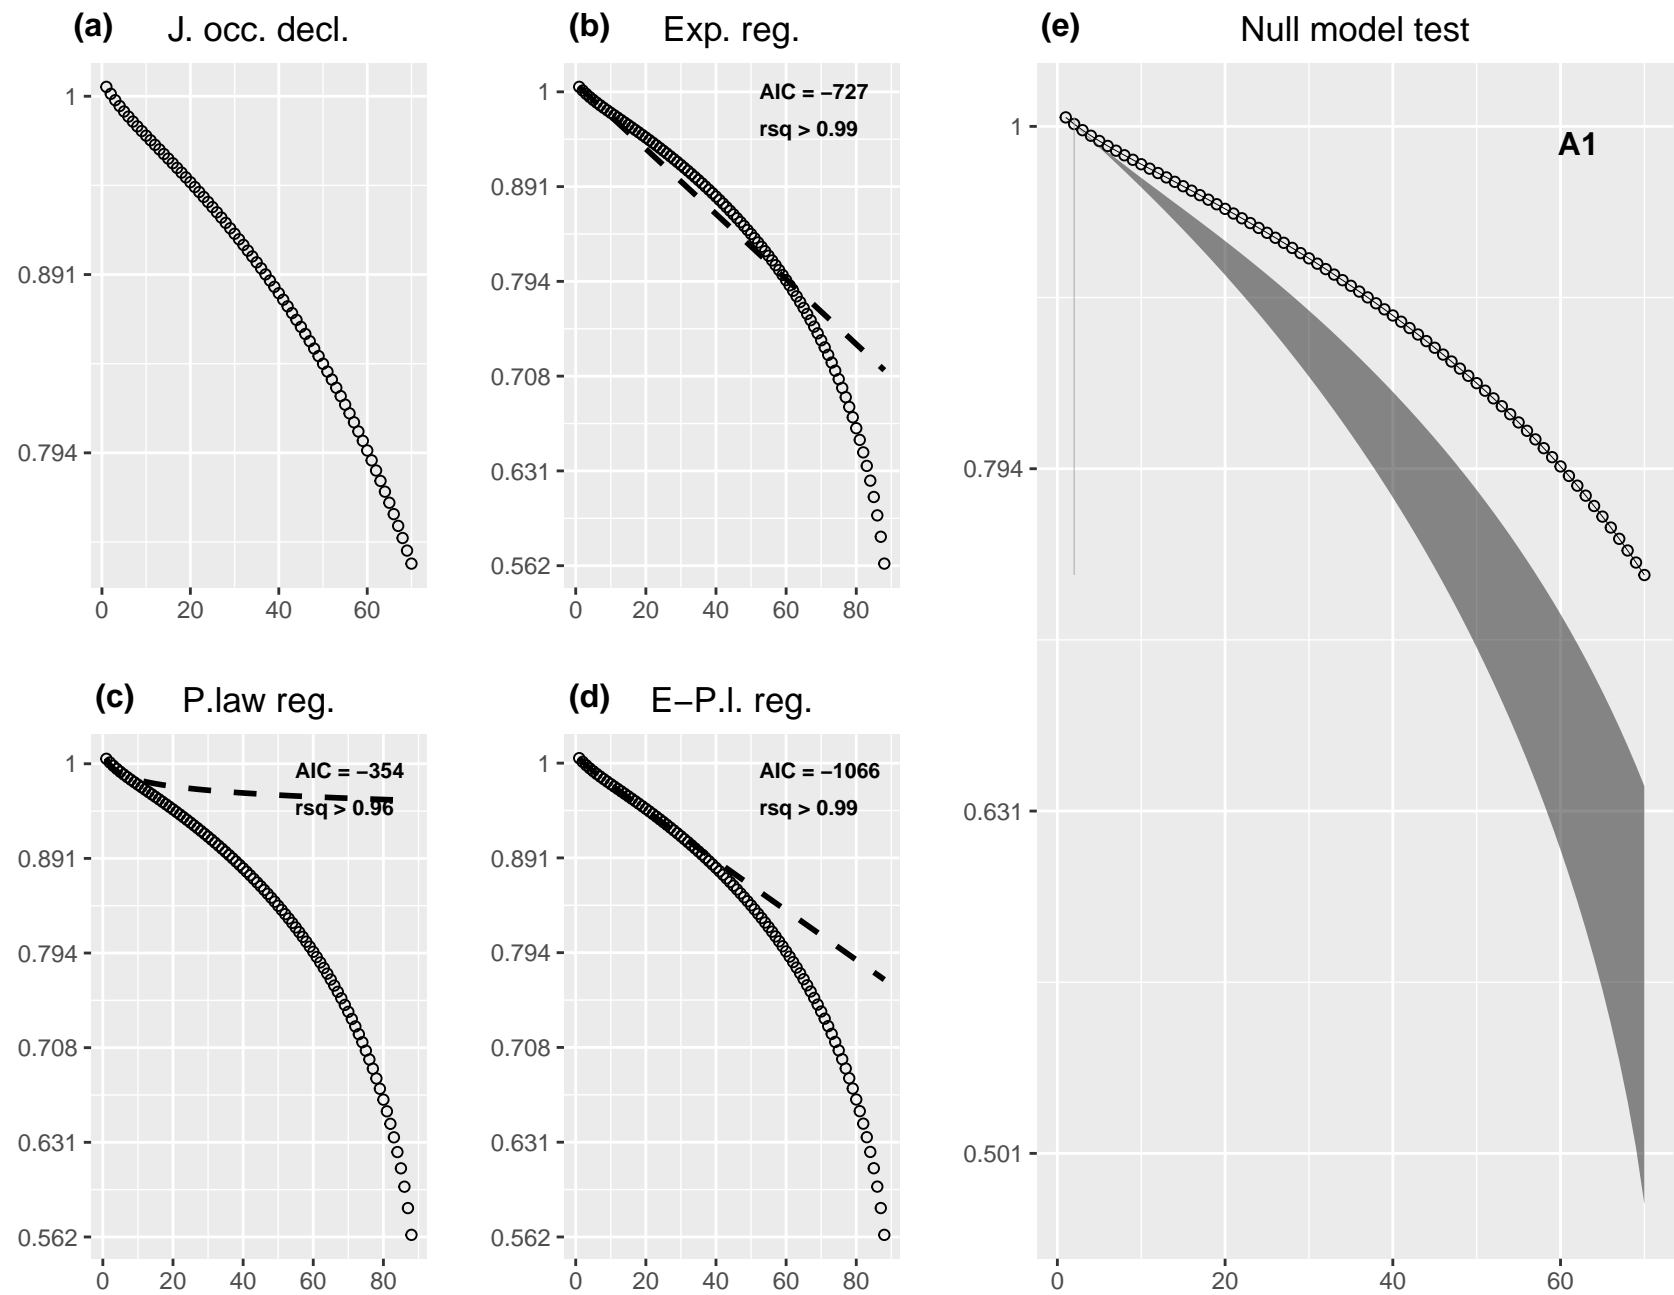 (a) J. occ. decl.
1
0.891
0.794
0 20 40 60
(b) Exp. reg.
AIC = −727
rsq > 0.99
1
0.891
0.794
0.708
0.631
0.562
0 20 40 60 80
(c) P.law reg.
AIC = −354
rsq > 0.96
1
0.891
0.794
0.708
0.631
0.562
0 20 40 60 80
(d) E−P.l. reg.
AIC = −1066
rsq > 0.99
1
0.891
0.794
0.708
0.631
0.562
0 20 40 60 80
(e) Null model test
A1
1
0.794
0.631
0.501
0 20 40 60